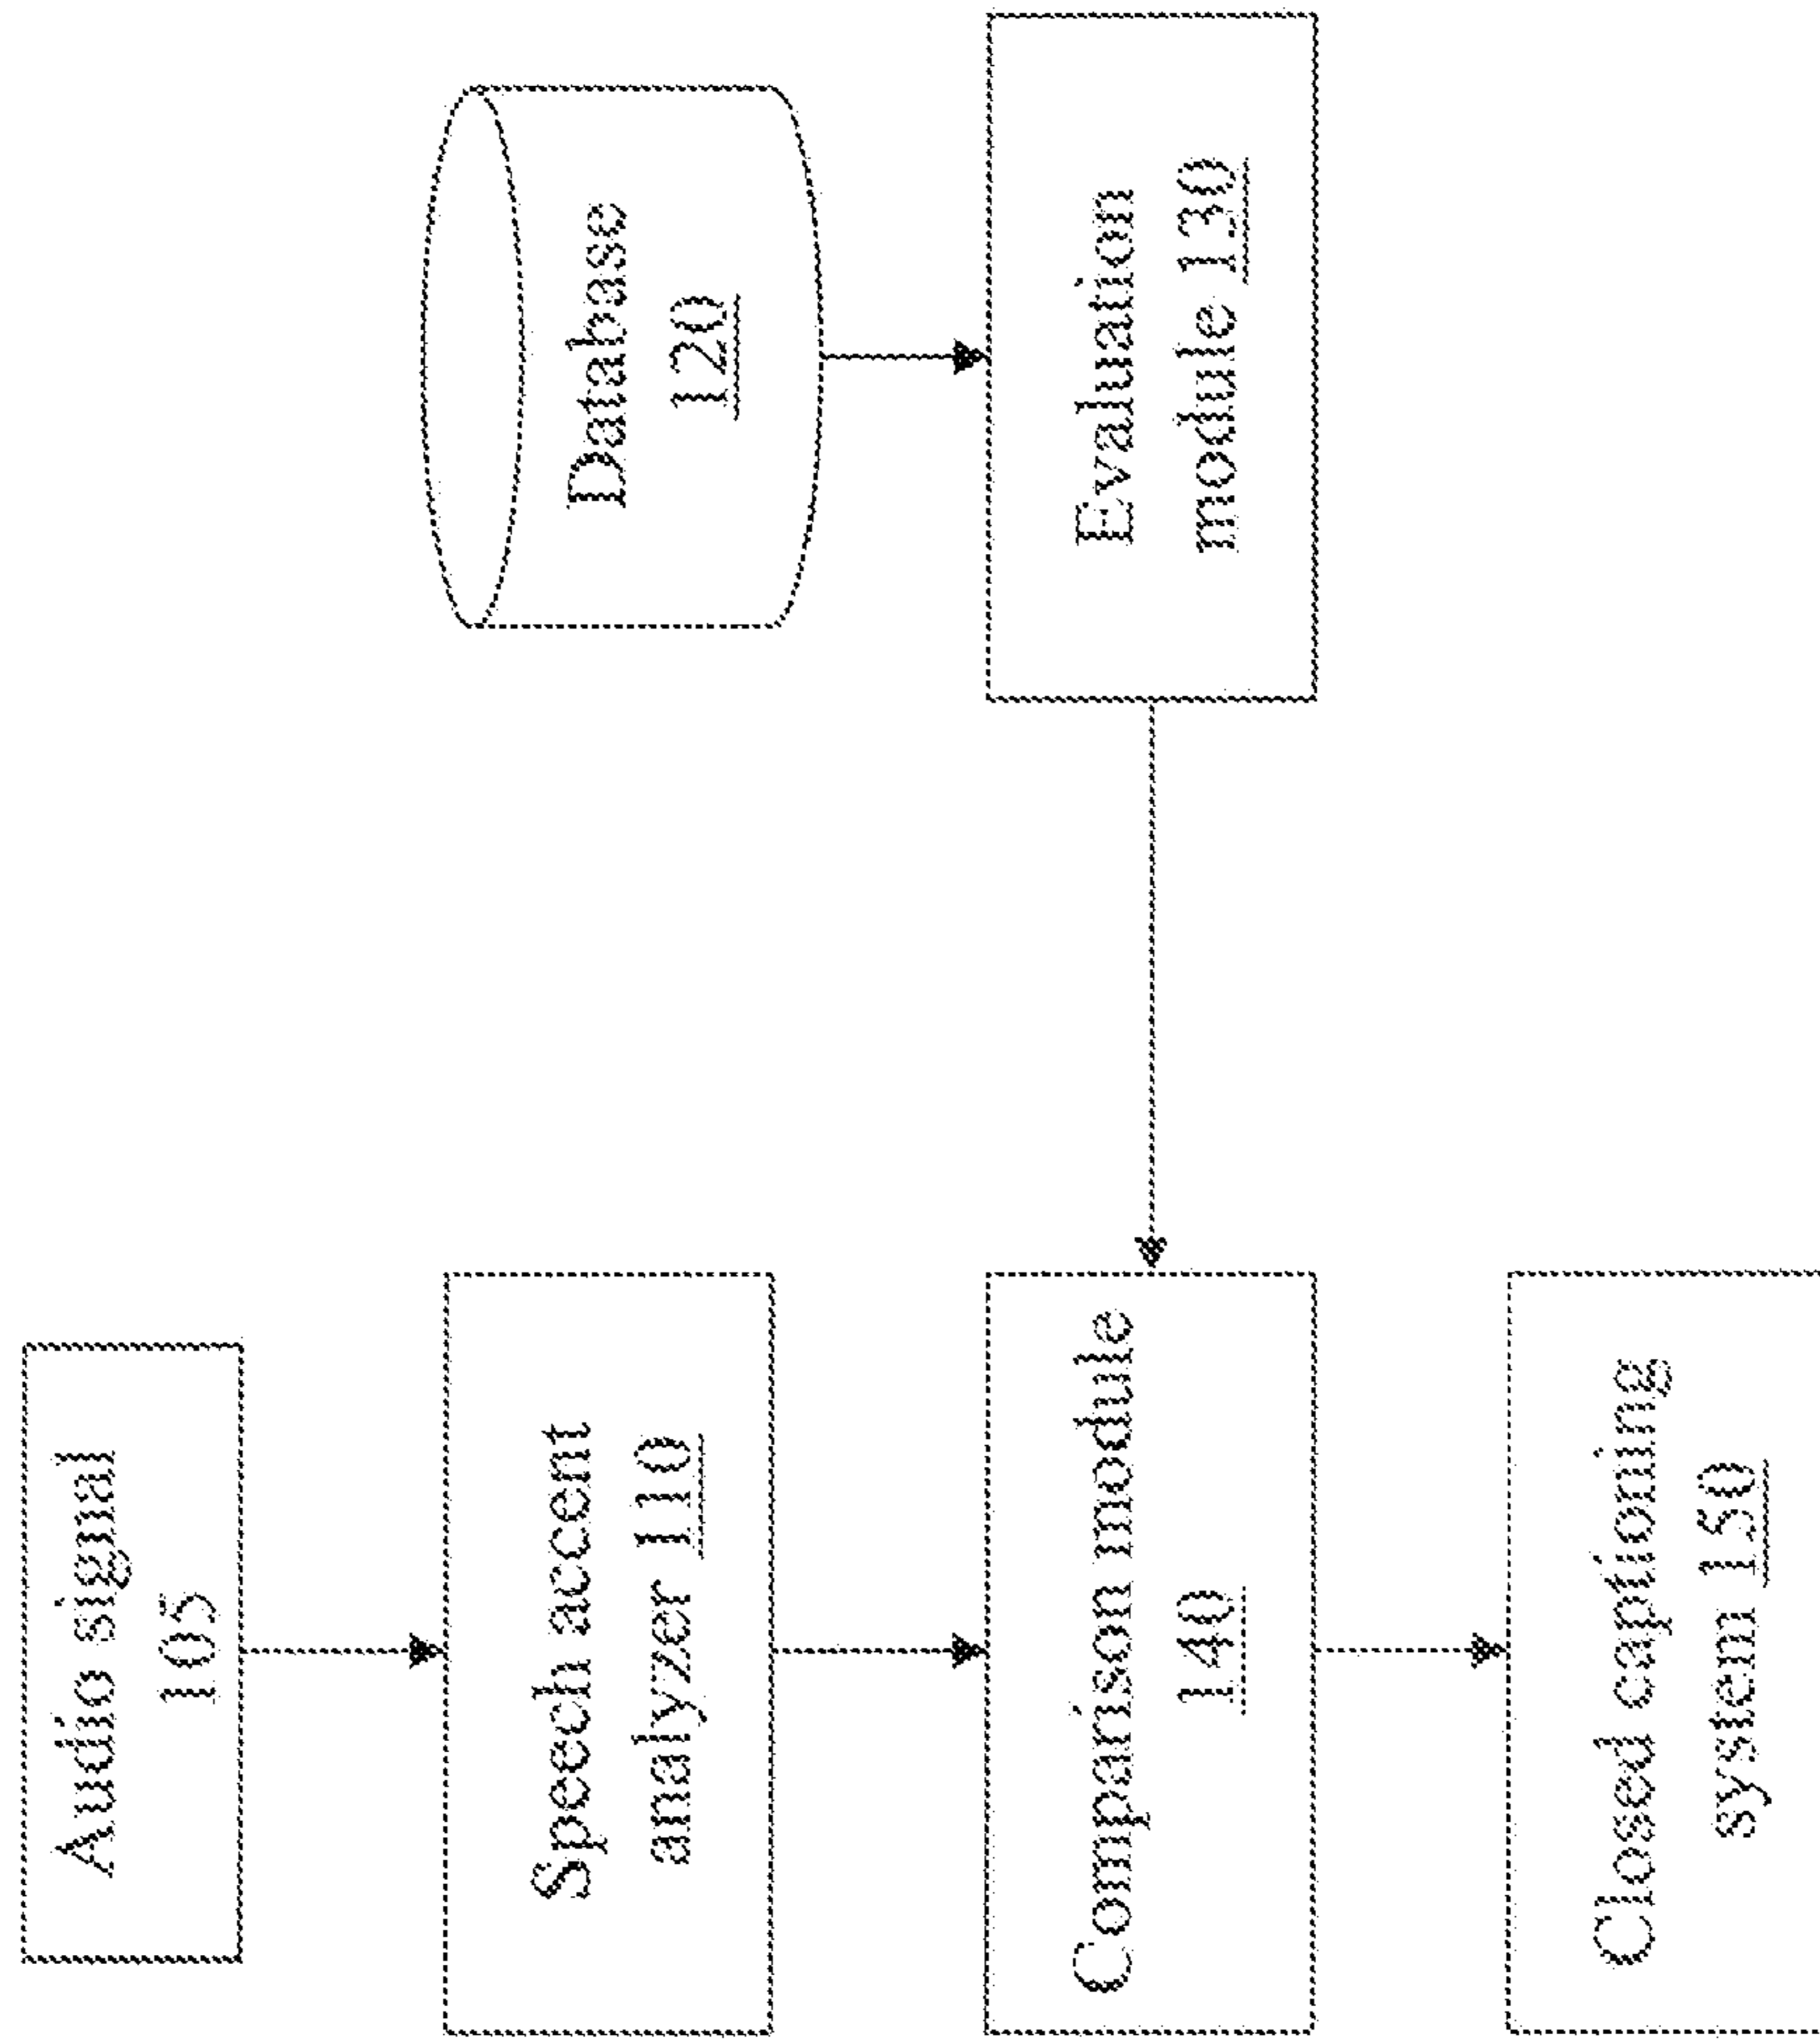 Audio signal
105
Speech accent
analyzer 110
Comparison module
140
Closed captioning
system 150
Database
120
Evaluation
module 130